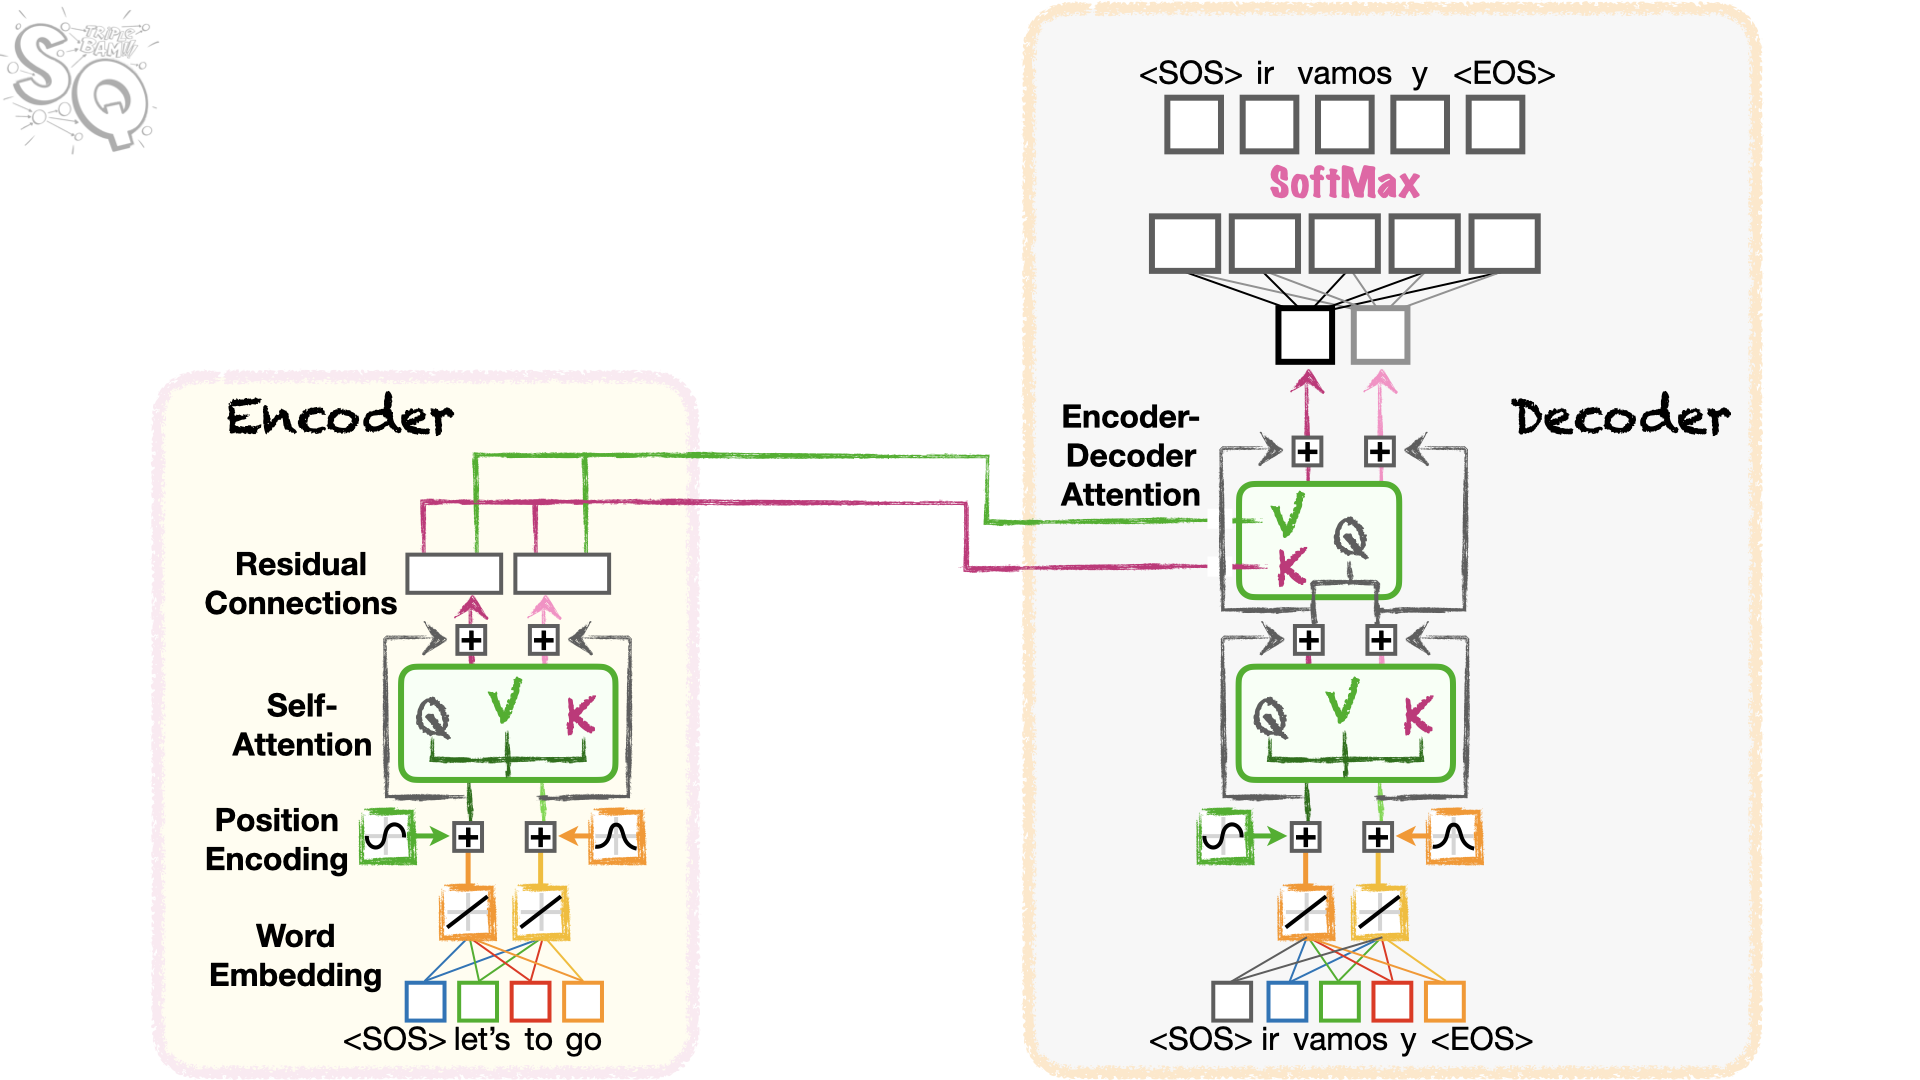 SQ
TRIPLE
BAM!!!
Encoder
Residual
Connections
+ +
Self-
Attention
Q V K
Position
Encoding
+ +
Word
Embedding
<SOS> let's to go
<SOS> ir vamos y <EOS>
SoftMax
Decoder
Encoder-
Decoder
Attention
+ +
V
K
Q
+ +
Q V K
+ +
<SOS> ir vamos y <EOS>